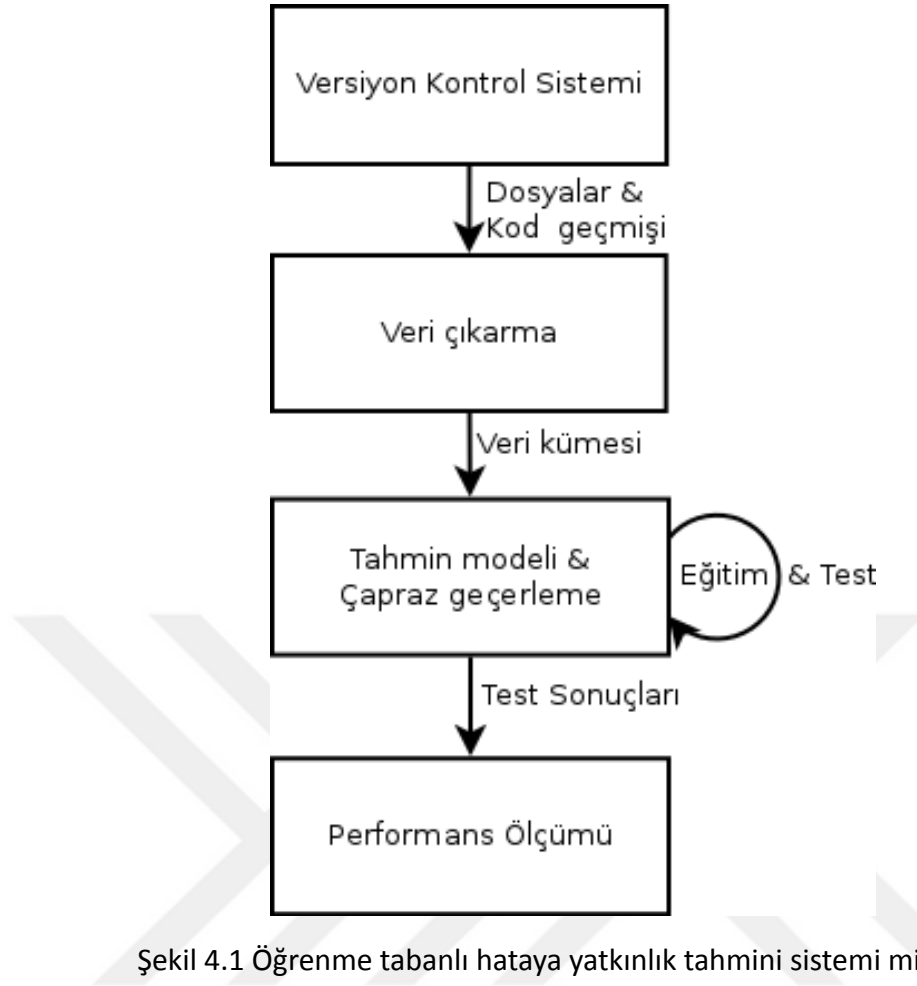 Versiyon Kontrol Sistemi
Dosyalar &
Kod geçmişi
Veri çıkarma
Veri kümesi
Tahmin modeli &
Çapraz geçerleme
Eğitim & Test
Test Sonuçları
Performans Ölçümü
Şekil 4.1 Öğrenme tabanlı hataya yatkınlık tahmini sistemi mi